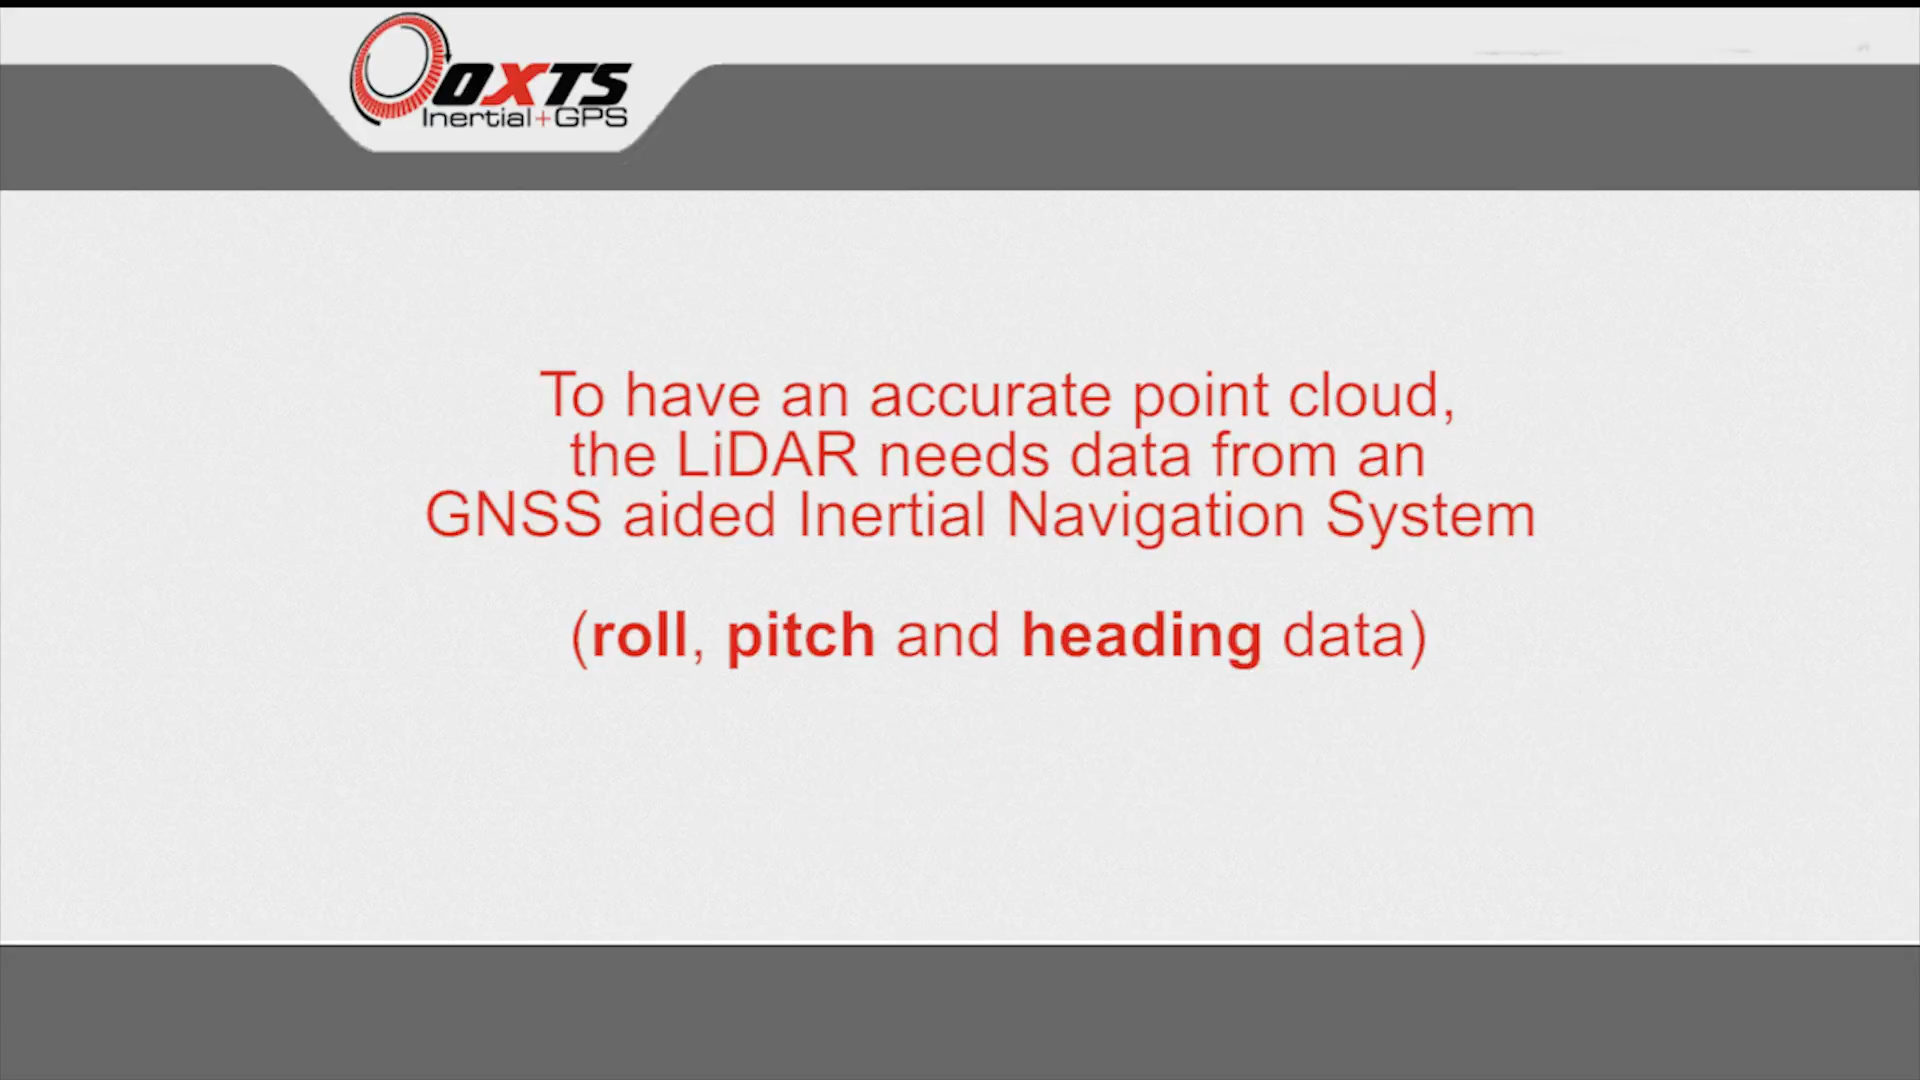 OXTS
Inertial+GPS
To have an accurate point cloud,
the LiDAR needs data from an
GNSS aided Inertial Navigation System
(roll, pitch and heading data)